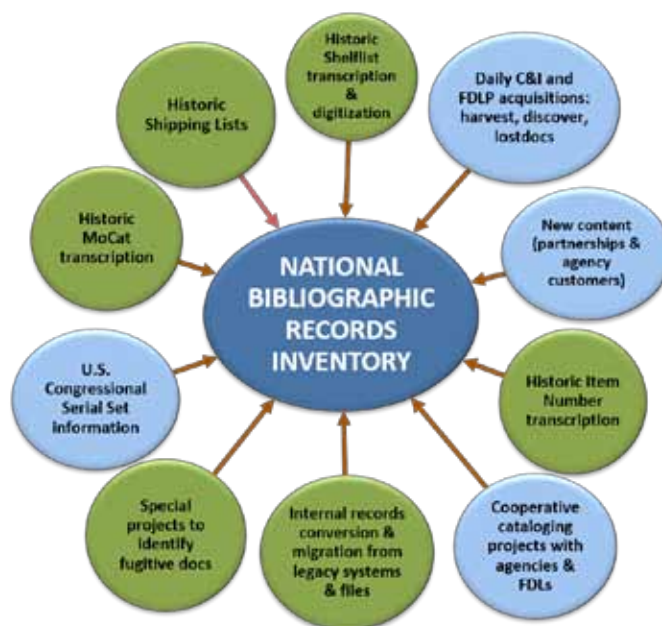 Historic
Shelflist
transcription
&
digitization
Daily C&I and
FDLP acquisitions:
harvest, discover,
lostdocs
Historic
Shipping Lists
New content
(partnerships &
agency
customers)
Historic
MoCat
transcription
NATIONAL
BIBLIOGRAPHIC
RECORDS
INVENTORY
U.S.
Congressional
Serial Set
information
Historic Item
Number
transcription
Special
projects to
identify
fugitive docs
Internal records
conversion &
migration from
legacy systems
& files
Cooperative
cataloging
projects with
agencies &
FDLs